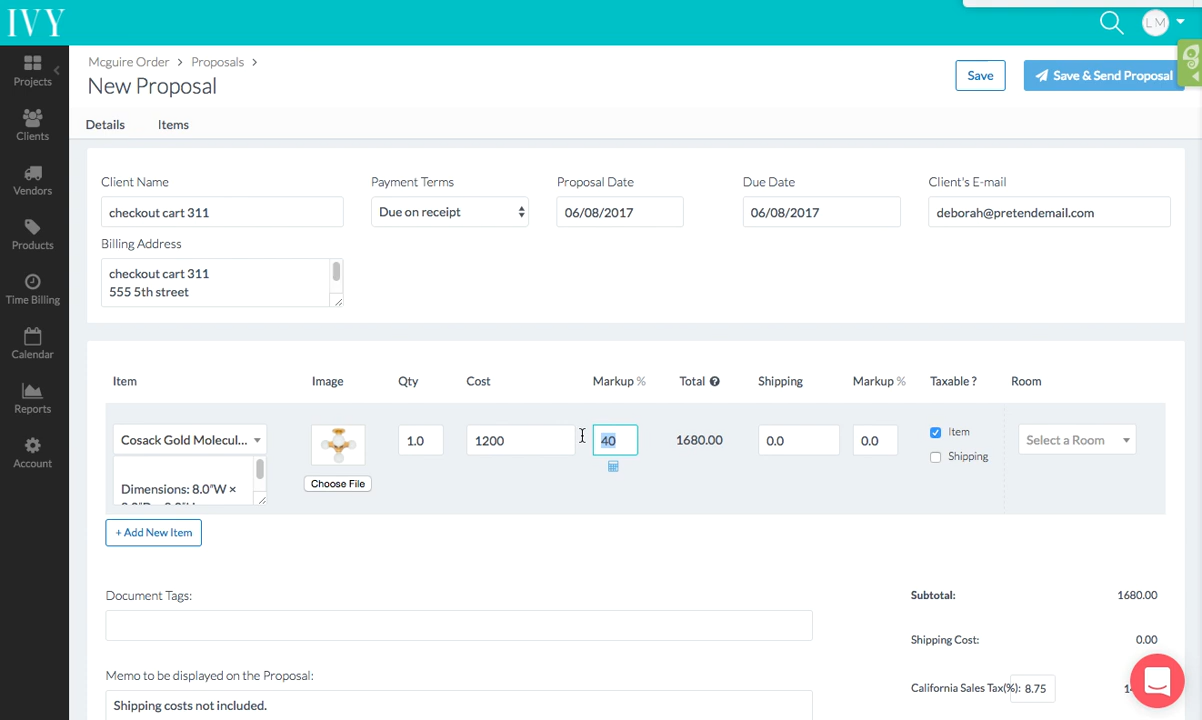 IVY
LM
Projects
Clients
Vendors
Products
Time Billing
Calendar
Reports
Account
Mcguire Order > Proposals >
New Proposal
Save
Save & Send Proposal
Details Items
Client Name Payment Terms Proposal Date Due Date Client's E-mail
checkout cart 311 Due on receipt 06/08/2017 06/08/2017 deborah@pretendemail.com
Billing Address
checkout cart 311
555 5th street
Item Image Qty Cost Markup % Total Shipping Markup % Taxable ? Room
Cosack Gold Molecul... 1.0 1200 40 1680.00 0.0 0.0 Item Select a Room
Shipping
Dimensions: 8.0"W ×
Choose File
+ Add New Item
Document Tags:
Subtotal: 1680.00
Shipping Cost: 0.00
Memo to be displayed on the Proposal:
California Sales Tax(%): 8.75
Shipping costs not included.